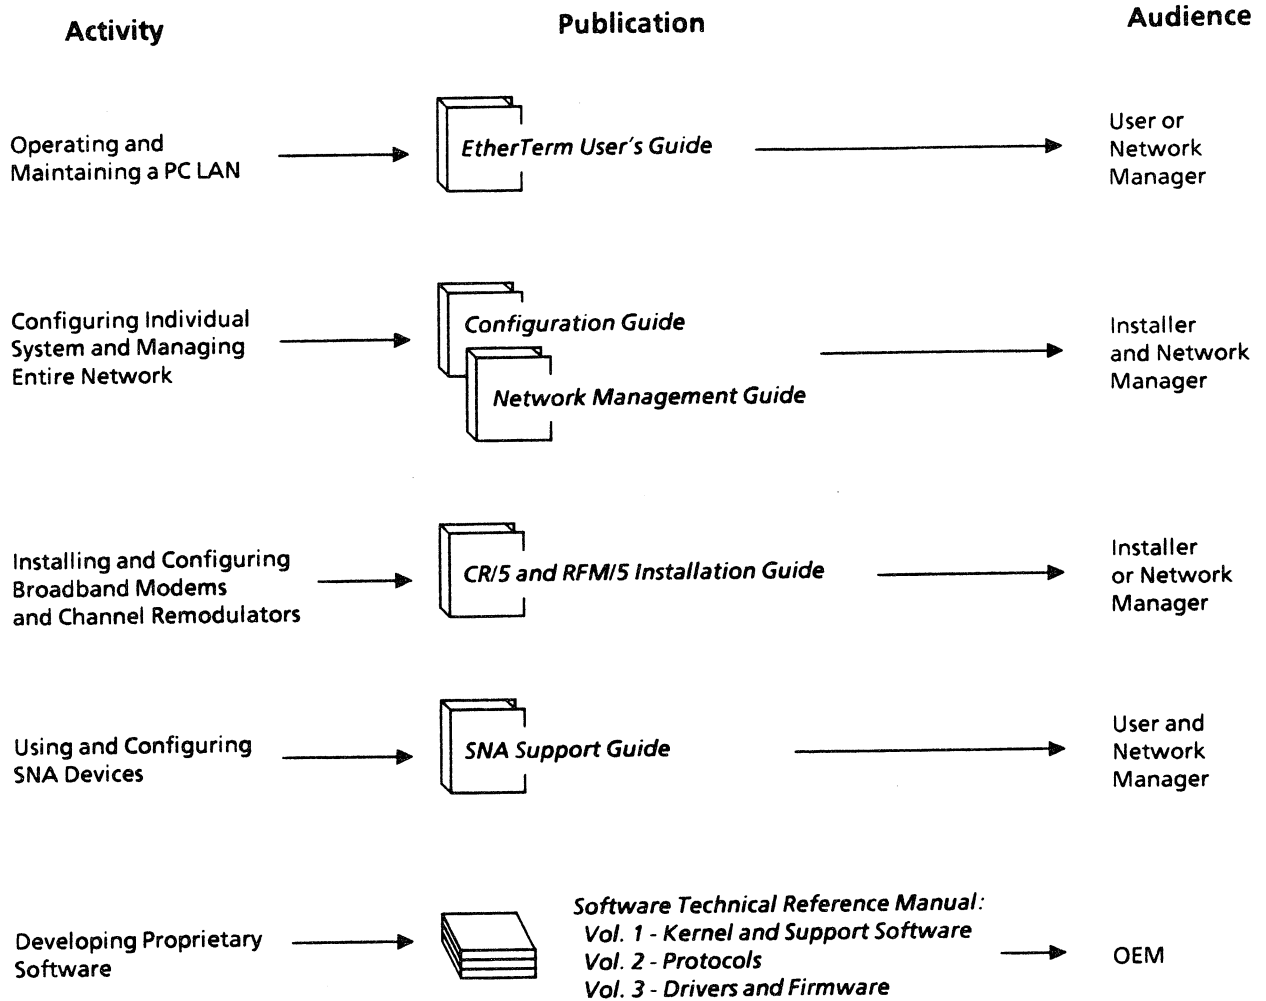 Activity
Publication
Audience
Operating and
Maintaining a PC LAN
EtherTerm User's Guide
User or
Network
Manager
Configuring Individual
System and Managing
Entire Network
Configuration Guide
Network Management Guide
Installer
and Network
Manager
Installing and Configuring
Broadband Modems
and Channel Remodulators
CR/5 and RFM/5 Installation Guide
Installer
or Network
Manager
Using and Configuring
SNA Devices
SNA Support Guide
User and
Network
Manager
Developing Proprietary
Software
Software Technical Reference Manual:
Vol. 1 - Kernel and Support Software
Vol. 2 - Protocols
Vol. 3 - Drivers and Firmware
OEM